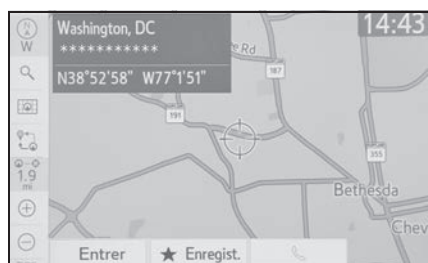 W
1.9
mi
Washington, DC
***********
N38°52'58" W77°1'51"
14:43
Rd
187
191
355
Bethesda
Chev
Entrer
★ Enregist.